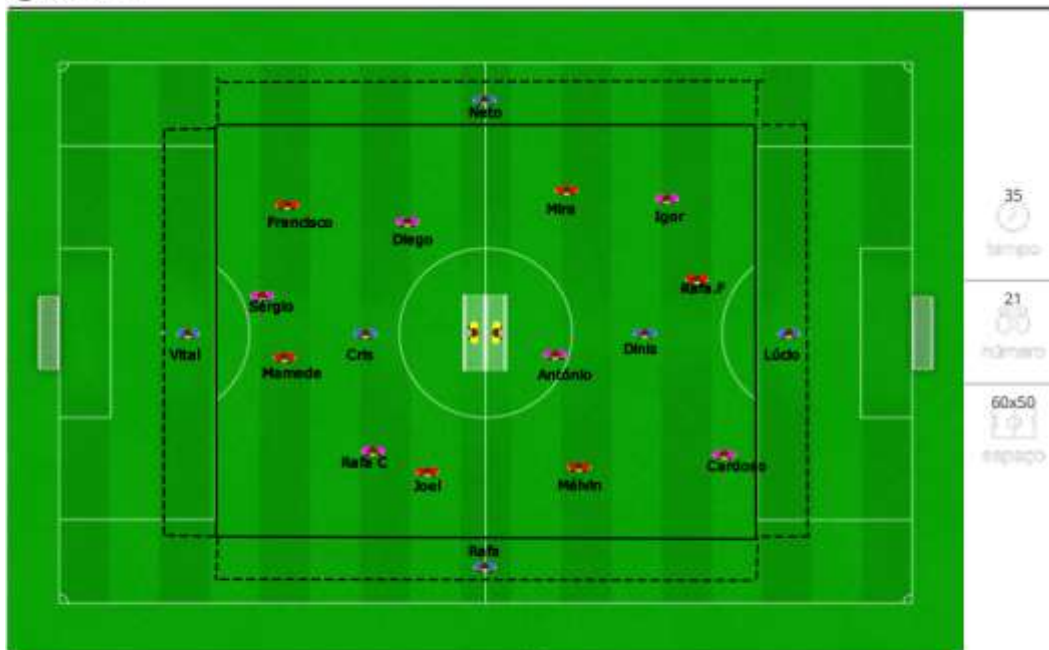 Neto
Francisco
Diego
Mira
Igor
Rafa.F
Sérgio
Vital
Cris
Mamede
António
Dinis
Lúcio
Rafa C
Joel
Mélvin
Cardoso
Rafa
35
tempo
21
número
60x50
espaço